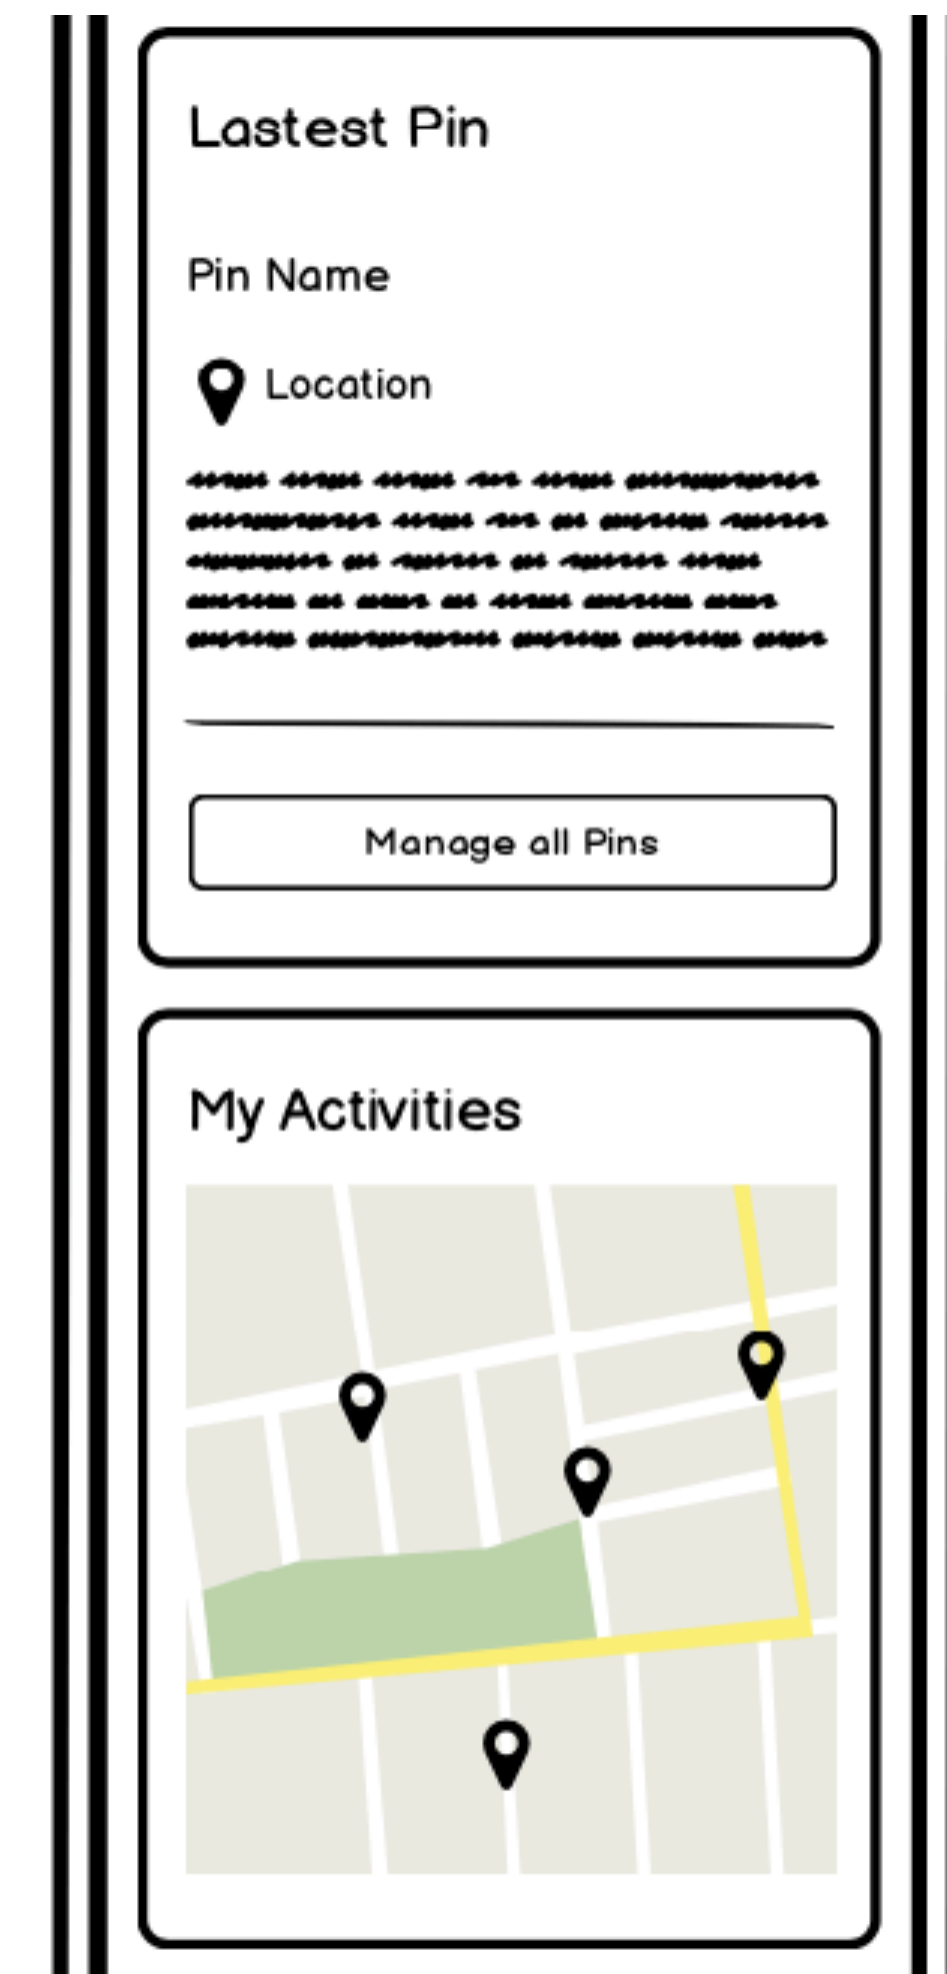 Lastest Pin
Pin Name
Location
Manage all Pins
My Activities